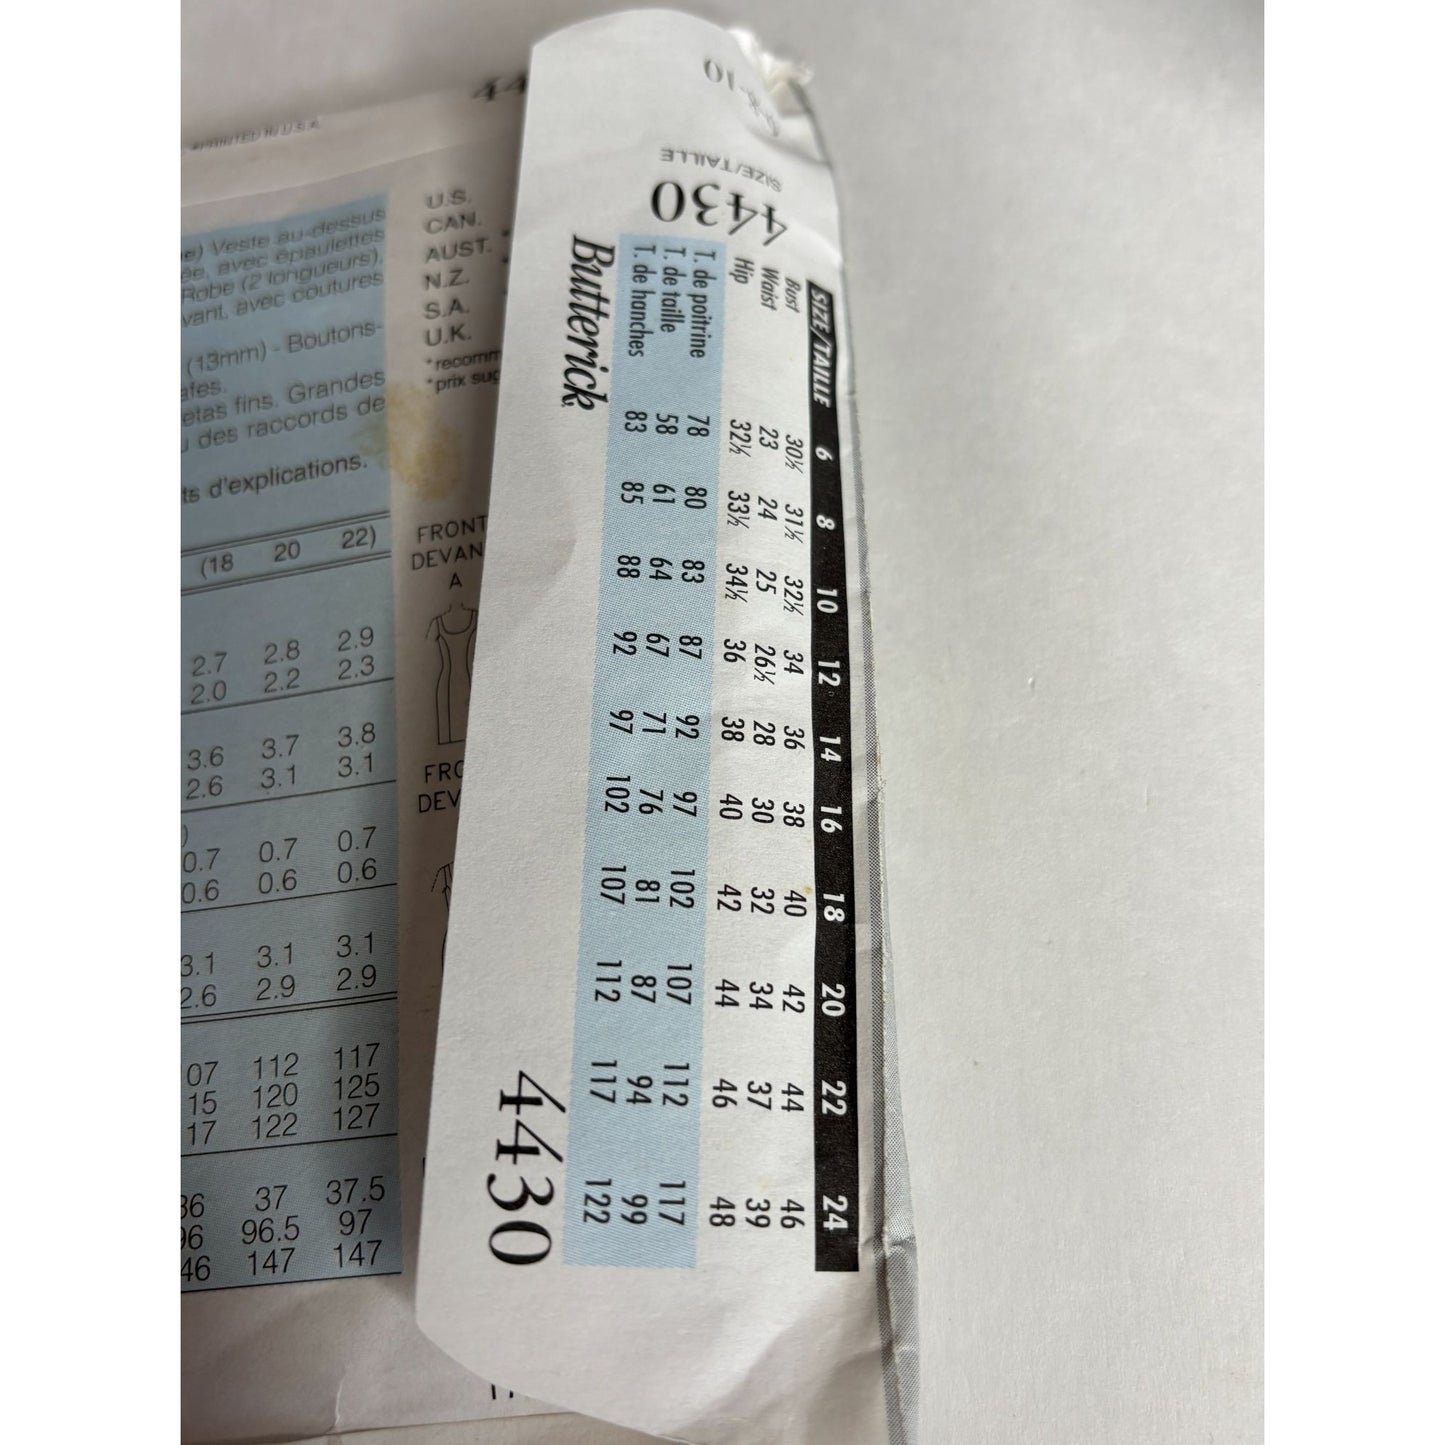 PRINTED IN U.S.A.
e) Veste au-dessus
ée, avec épaulettes
Robe (2 longueurs),
vant, avec coutures
(13mm) - Boutons-
afes.
etas fins. Grandes
des raccords de
ts d'explications.
(18 20 22)
2.7 2.8 2.9
2.0 2.2 2.3
3.6 3.7 3.8
2.6 3.1 3.1
0.7 0.7 0.7
0.6 0.6 0.6
3.1 3.1 3.1
2.6 2.9 2.9
07 112 117
15 120 125
17 122 127
36 37 37.5
96 96.5 97
46 147 147
44
U.S.
CAN.
AUST.
N.Z.
S.A.
U.K.
*recomm
*prix sug
FRONT
DEVAN
A
FRO
DEV
6-8-10
SIZE/TAILLE
4430
SIZE/TAILLE 6 8 10 12 14 16 18 20 22 24
Bust 30½ 31½ 32½ 34 36 38 40 42 44 46
Waist 23 24 25 26½ 28 30 32 34 37 39
Hip 32½ 33½ 34½ 36 38 40 42 44 46 48
T. de poitrine 78 80 83 87 92 97 102 107 112 117
T. de taille 58 61 64 67 71 76 81 87 94 99
T. de hanches 83 85 88 92 97 102 107 112 117 122
Butterick
4430